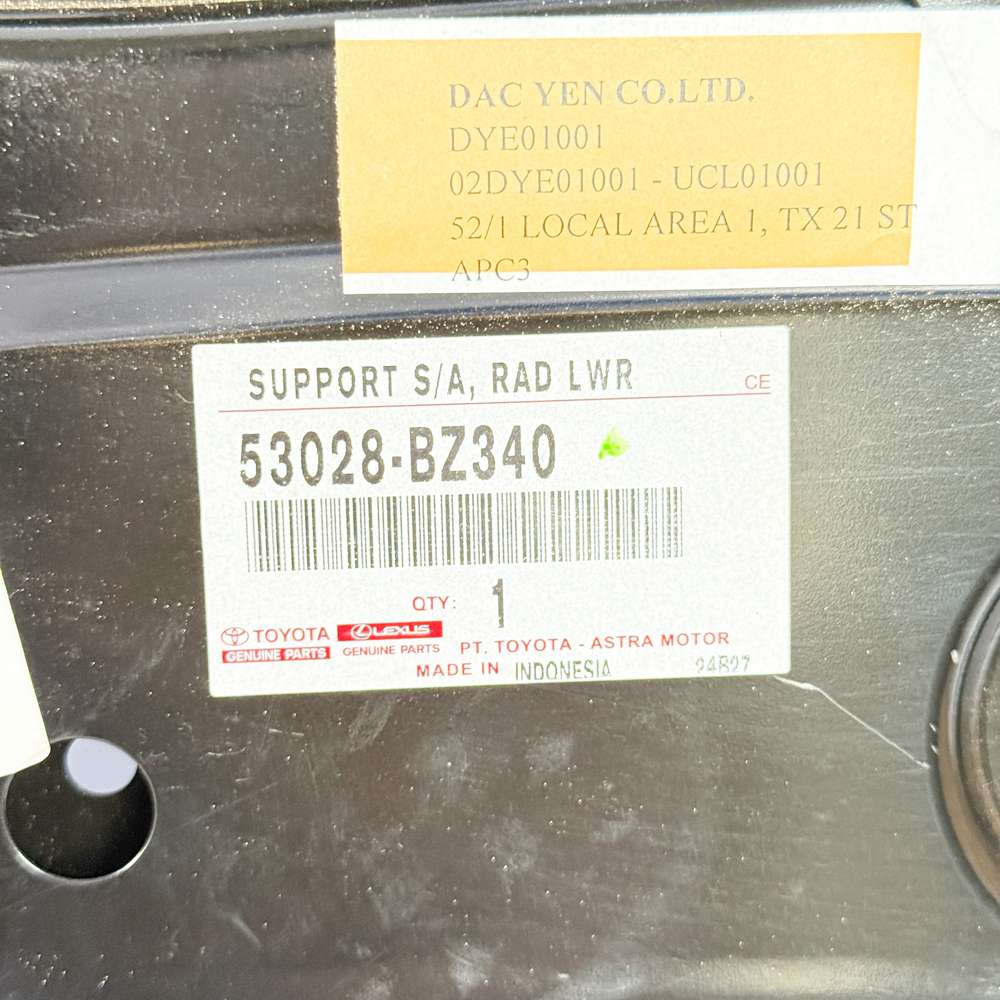 DAC YEN CO.LTD.
DYE01001
02DYE01001 - UCL01001
52/1 LOCAL AREA 1, TX 21 ST
APC3
SUPPORT S/A, RAD LWR
CE
53028-BZ340
QTY: 1
TOYOTA
GENUINE PARTS
LEXUS
GENUINE PARTS
PT. TOYOTA - ASTRA MOTOR
MADE IN INDONESIA
24B27